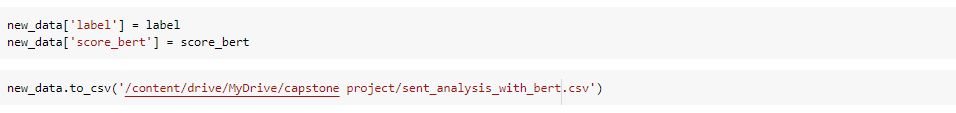 new_data['label'] = label
new_data['score_bert'] = score_bert
new_data.to_csv('/content/drive/MyDrive/capstone project/sent_analysis_with_bert.csv')